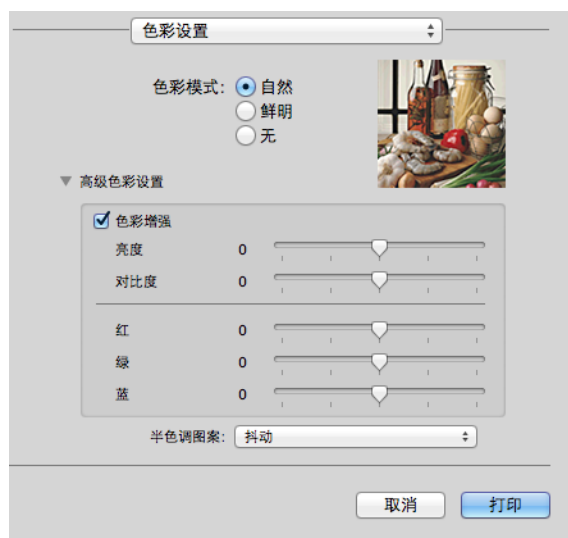 色彩设置
色彩模式: 自然
鲜明
无
高级色彩设置
色彩增强
亮度 0
对比度 0
红 0
绿 0
蓝 0
半色调图案: 抖动
取消 打印